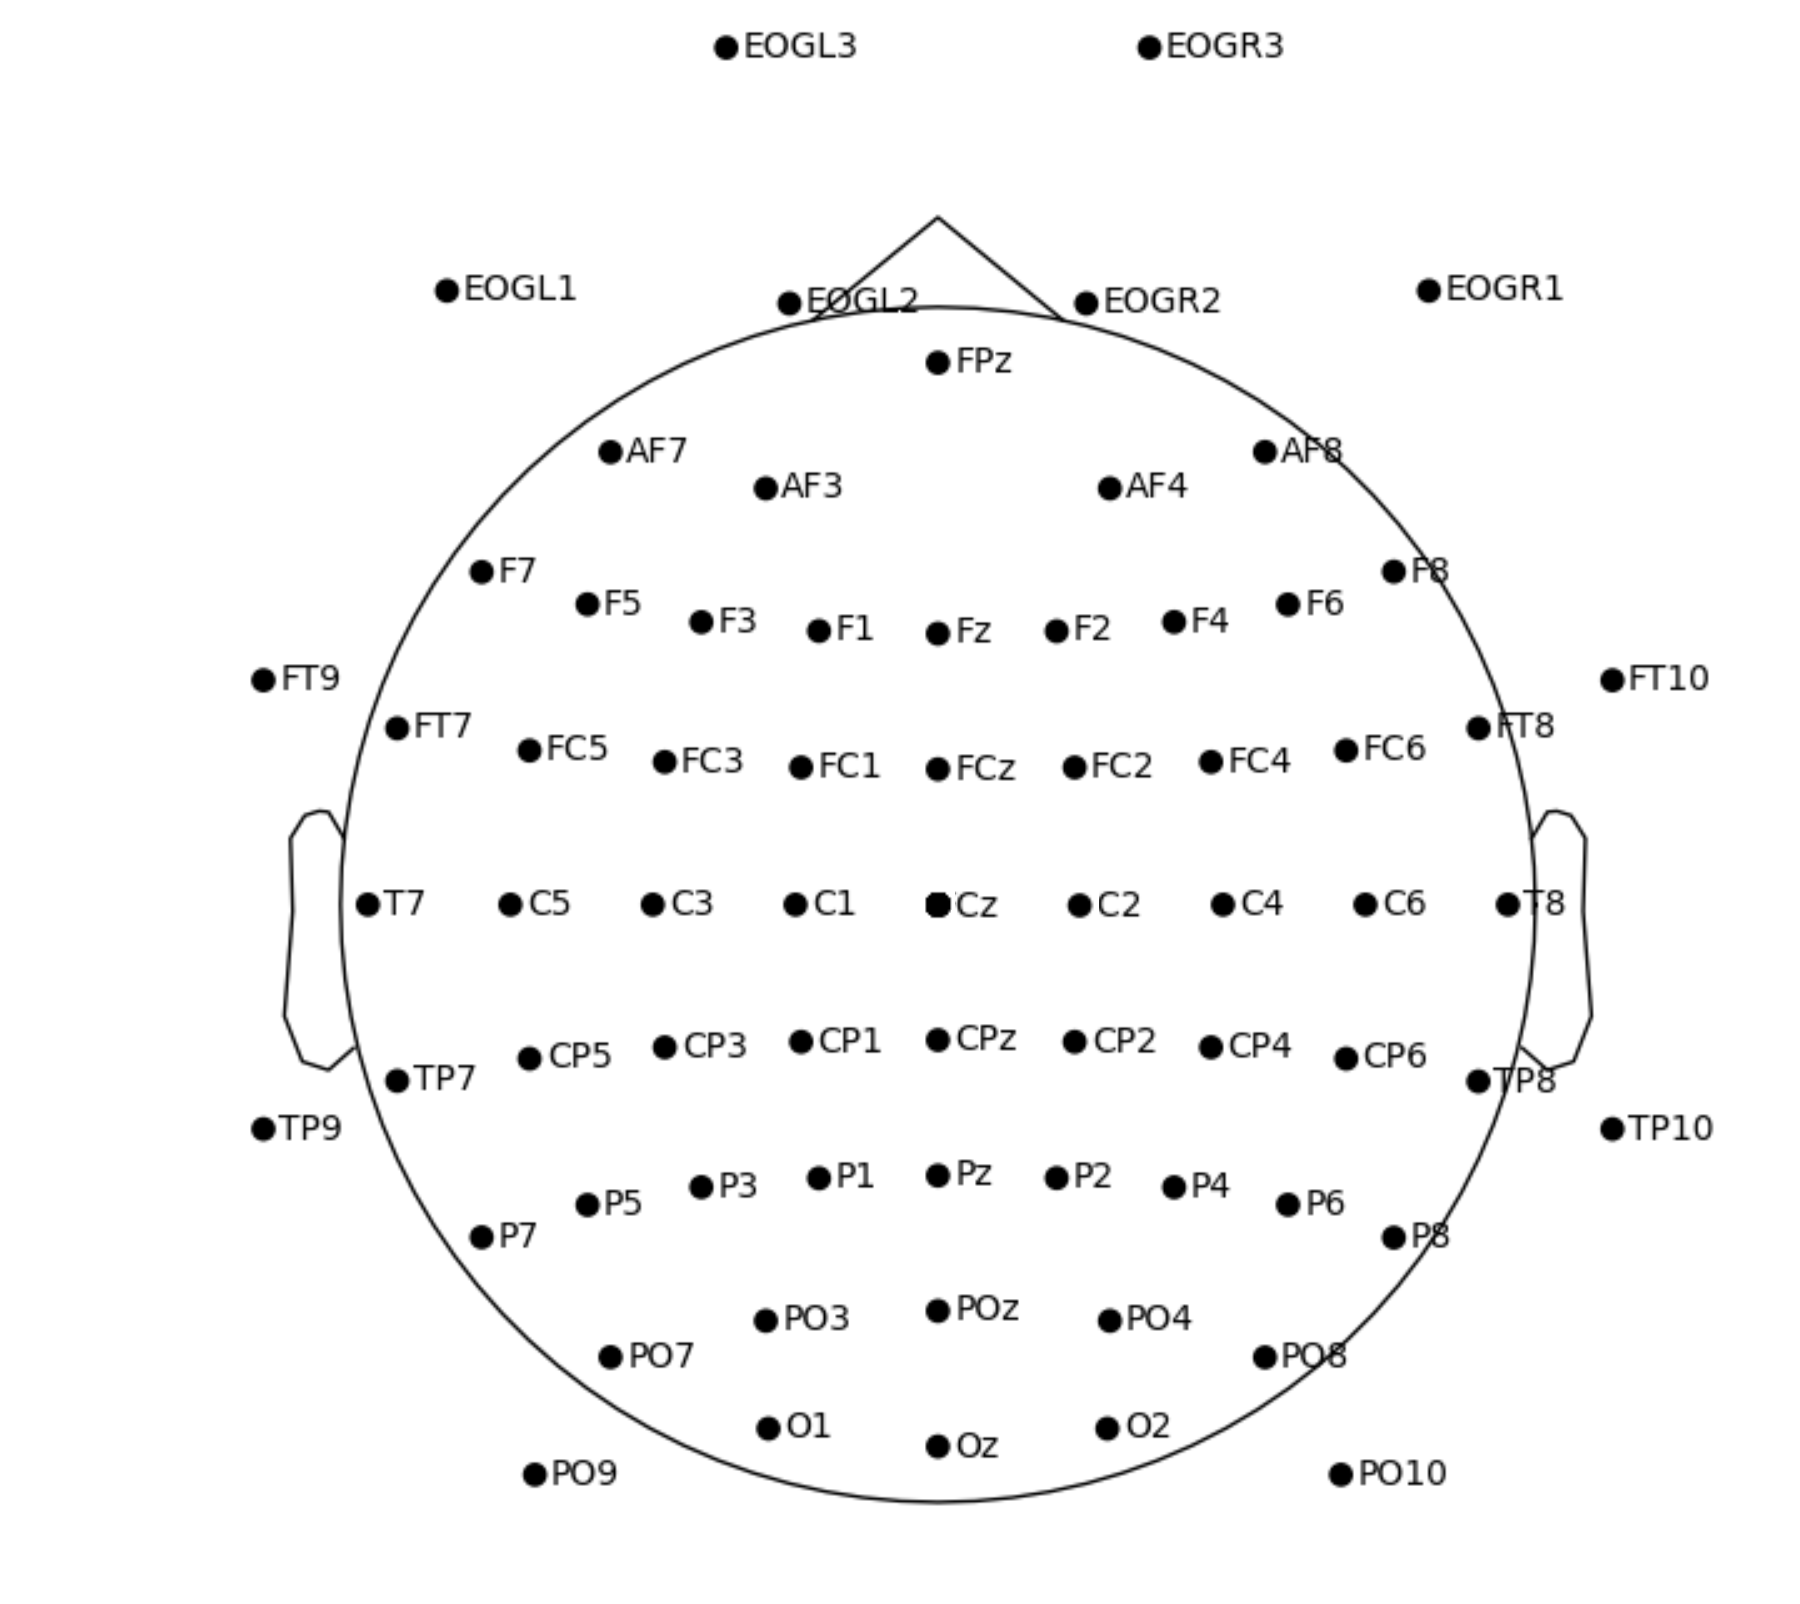 EOGL3 EOGR3
EOGL1 EOGL2 EOGR2 EOGR1
FPz
AF7 AF8
AF3 AF4
F7 F8
F5 F3 F1 Fz F2 F4 F6
FT9 FT10
FT7 FC5 FC3 FC1 FCz FC2 FC4 FC6 FT8
T7 C5 C3 C1 Cz C2 C4 C6 T8
TP7 CP5 CP3 CP1 CPz CP2 CP4 CP6 TP8
TP9 TP10
P7 P5 P3 P1 Pz P2 P4 P6 P8
PO7 PO3 POz PO4 PO8
O1 Oz O2
PO9 PO10